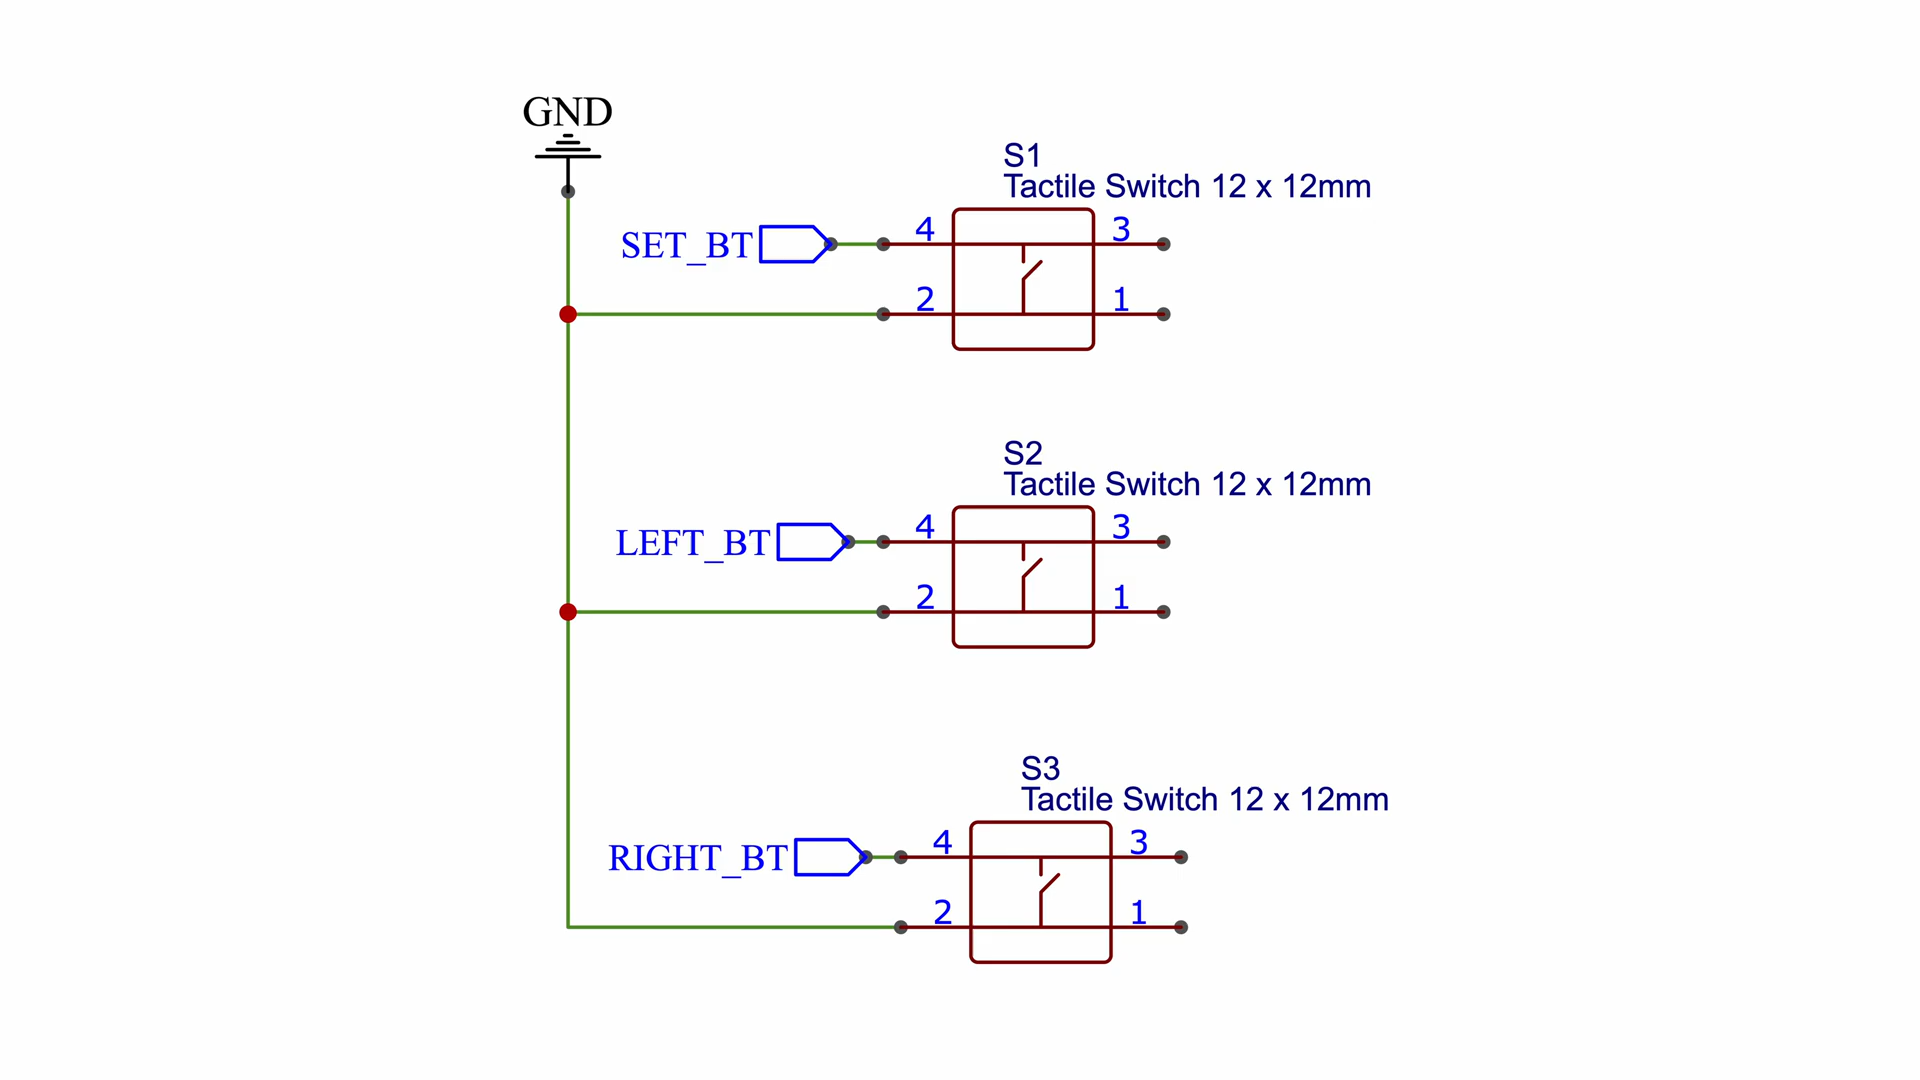 GND
S1
Tactile Switch 12 x 12mm
SET_BT
4
3
2
1
S2
Tactile Switch 12 x 12mm
LEFT_BT
4
3
2
1
S3
Tactile Switch 12 x 12mm
RIGHT_BT
4
3
2
1